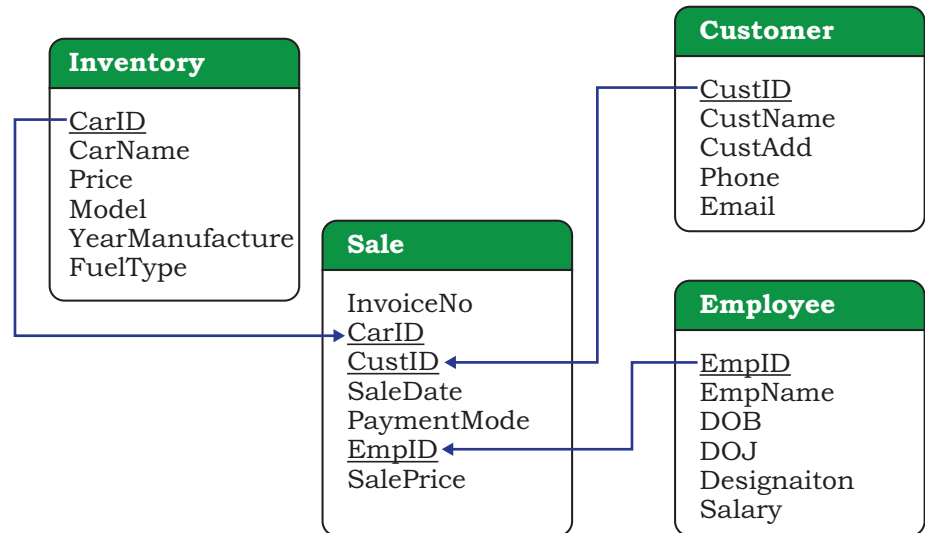 Inventory
CarID
CarName
Price
Model
YearManufacture
FuelType
Sale
InvoiceNo
CarID
CustID
SaleDate
PaymentMode
EmpID
SalePrice
Customer
CustID
CustName
CustAdd
Phone
Email
Employee
EmpID
EmpName
DOB
DOJ
Designaiton
Salary